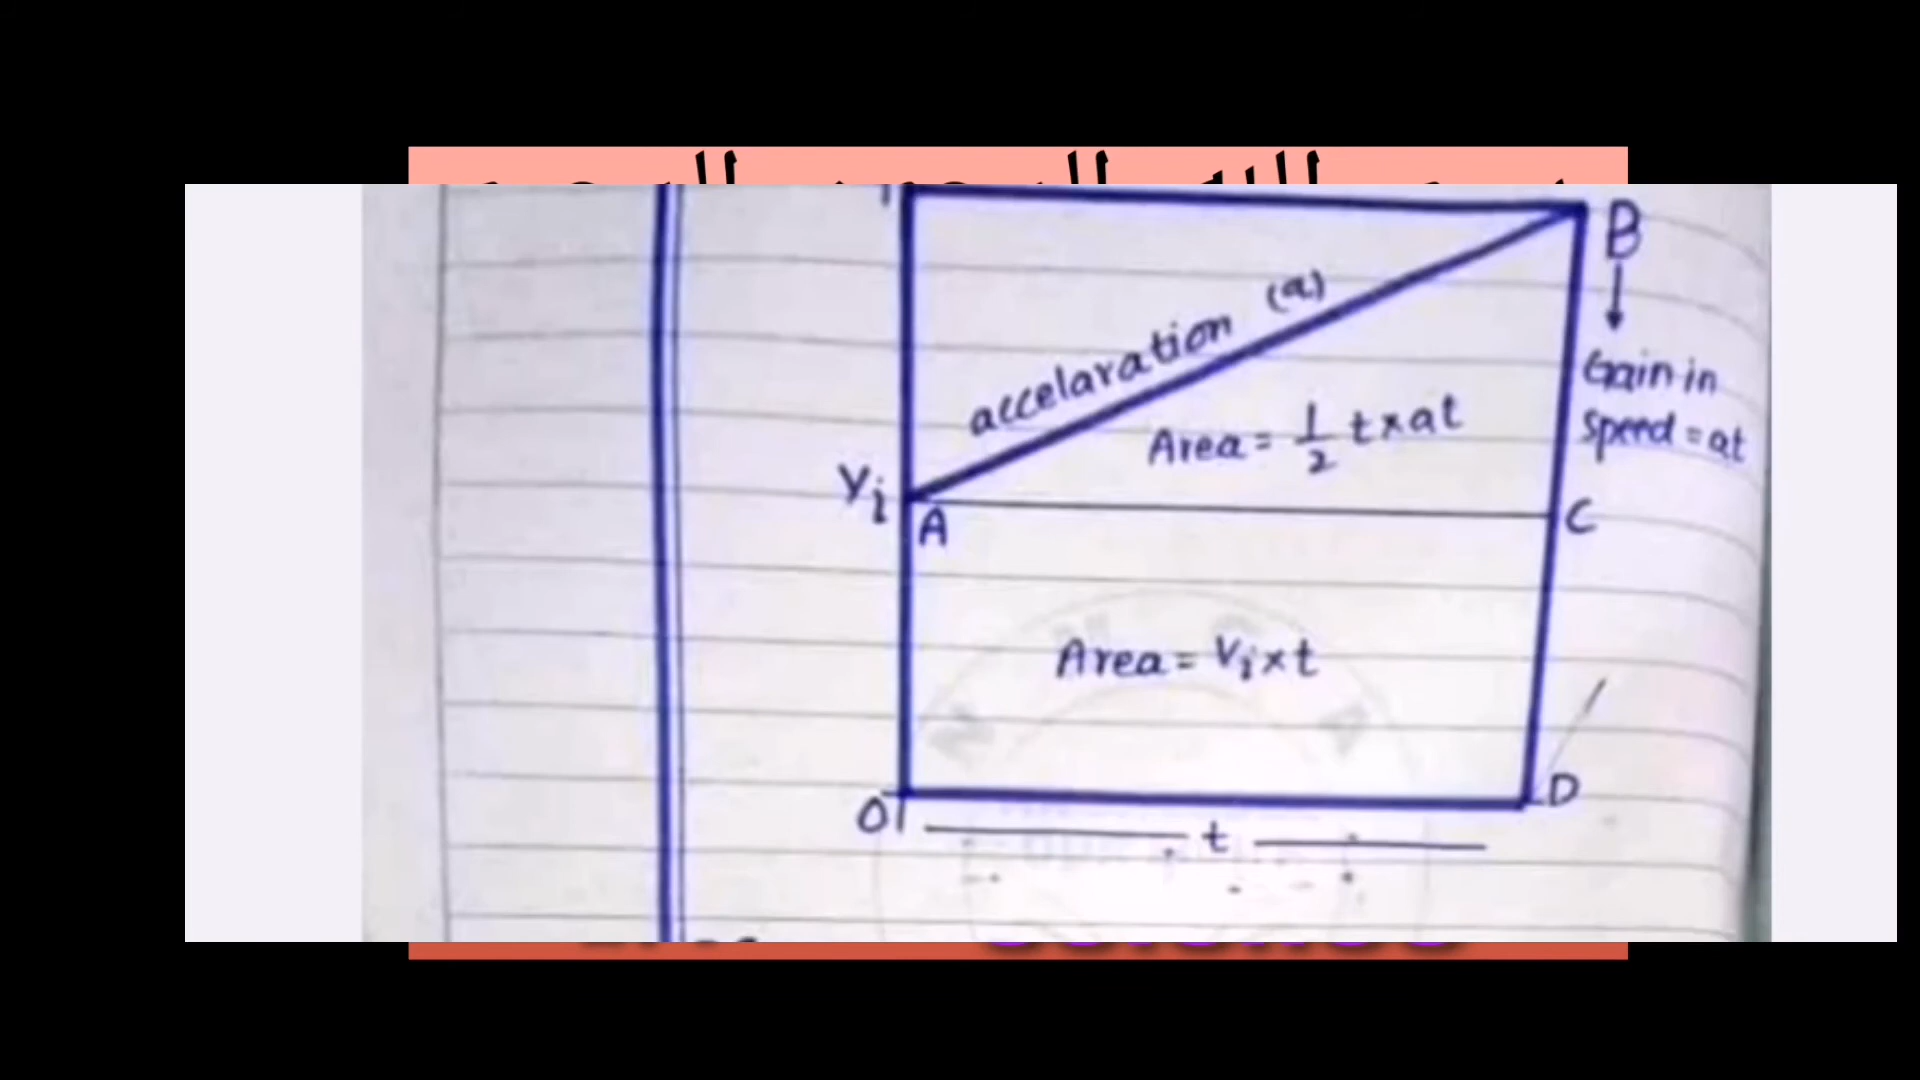 B
accelaration (a)
Gain in
Speed = at
Area = 1/2 t×at
Vi
A
C
Area = Vi×t
D
O
t